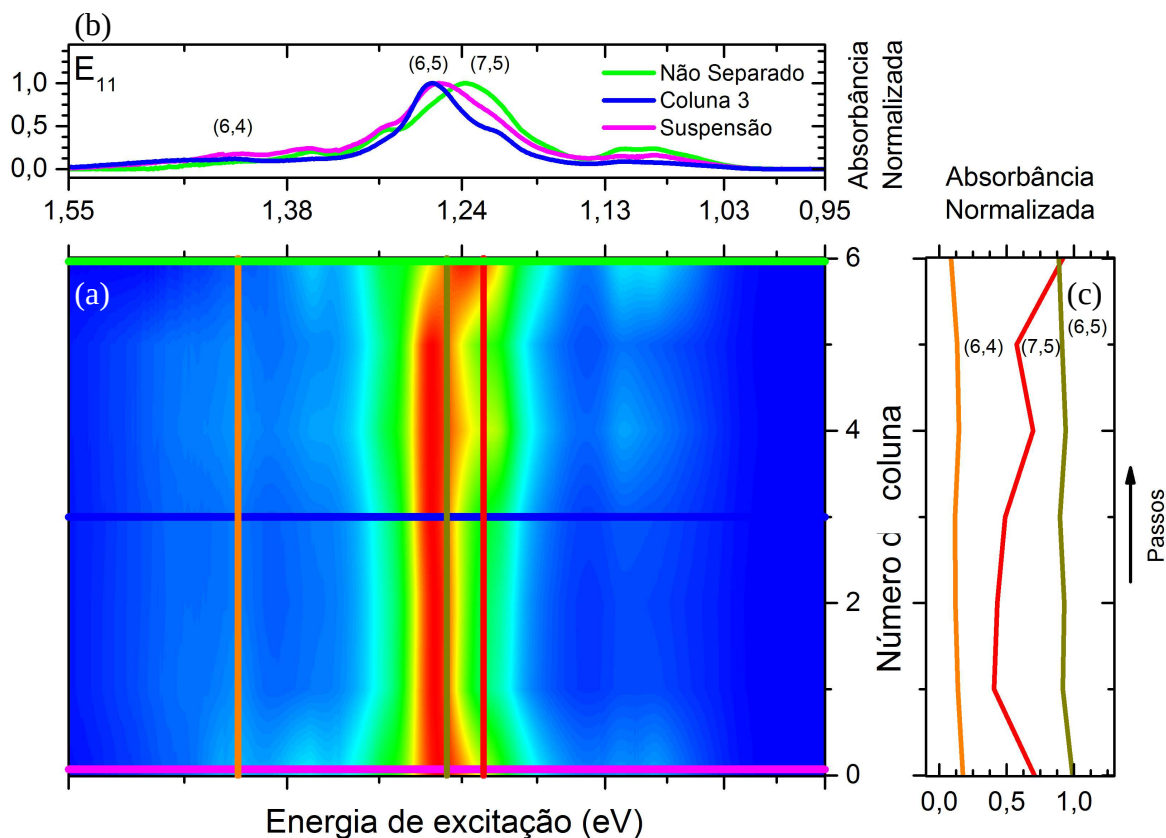 (b)
E11
(6,5) (7,5)
(6,4)
Não Separado
Coluna 3
Suspensão
1,0
0,5
0,0
Absorbância
Normalizada
1,55 1,38 1,24 1,13 1,03 0,95
Absorbância
Normalizada
(a)
6
4
2
0
Energia de excitação (eV)
Número d coluna
(c)
(6,5)
(6,4) (7,5)
Passos
0,0 0,5 1,0